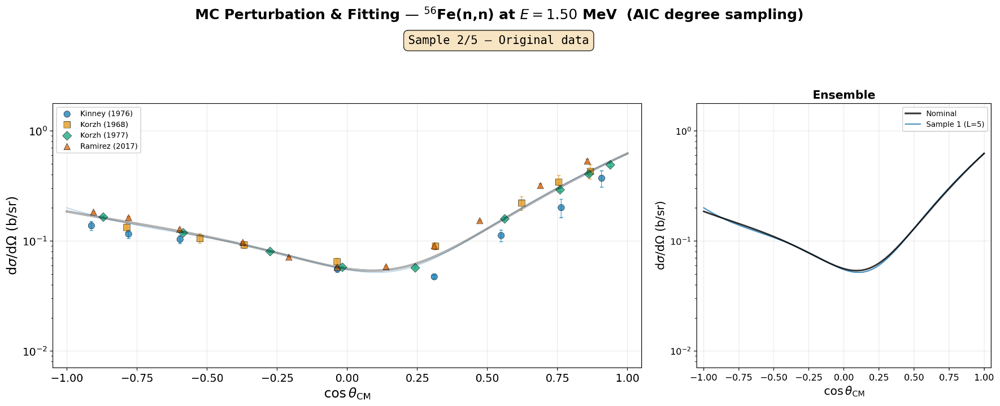 MC Perturbation & Fitting — ⁵⁶Fe(n,n) at E = 1.50 MeV (AIC degree sampling)
Sample 2/5 — Original data
Kinney (1976)
Korzh (1968)
Korzh (1977)
Ramirez (2017)
dσ/dΩ (b/sr)
10⁰
10⁻¹
10⁻²
−1.00 −0.75 −0.50 −0.25 0.00 0.25 0.50 0.75 1.00
cos θCM
Ensemble
Nominal
Sample 1 (L=5)
dσ/dΩ (b/sr)
10⁰
10⁻¹
10⁻²
−1.00 −0.75 −0.50 −0.25 0.00 0.25 0.50 0.75 1.00
cos θCM